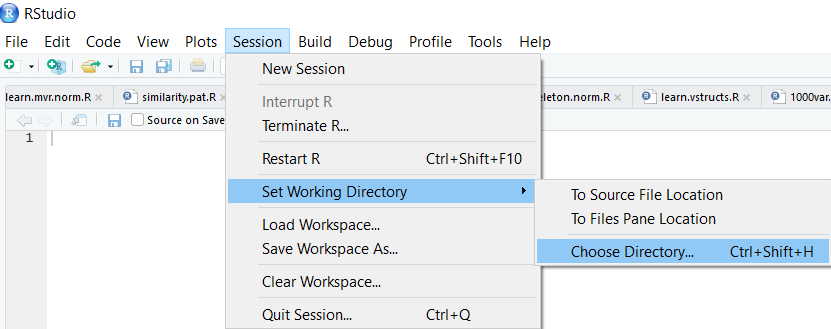 RStudio
File Edit Code View Plots Session Build Debug Profile Tools Help
New Session
learn.mvr.norm.R × similarity.pat.R eleton.norm.R × learn.vstructs.R × 1000var.
Interrupt R
Source on Save
Terminate R...
1
Restart R Ctrl+Shift+F10
Set Working Directory
To Source File Location
To Files Pane Location
Choose Directory... Ctrl+Shift+H
Load Workspace...
Save Workspace As...
Clear Workspace...
Quit Session... Ctrl+Q